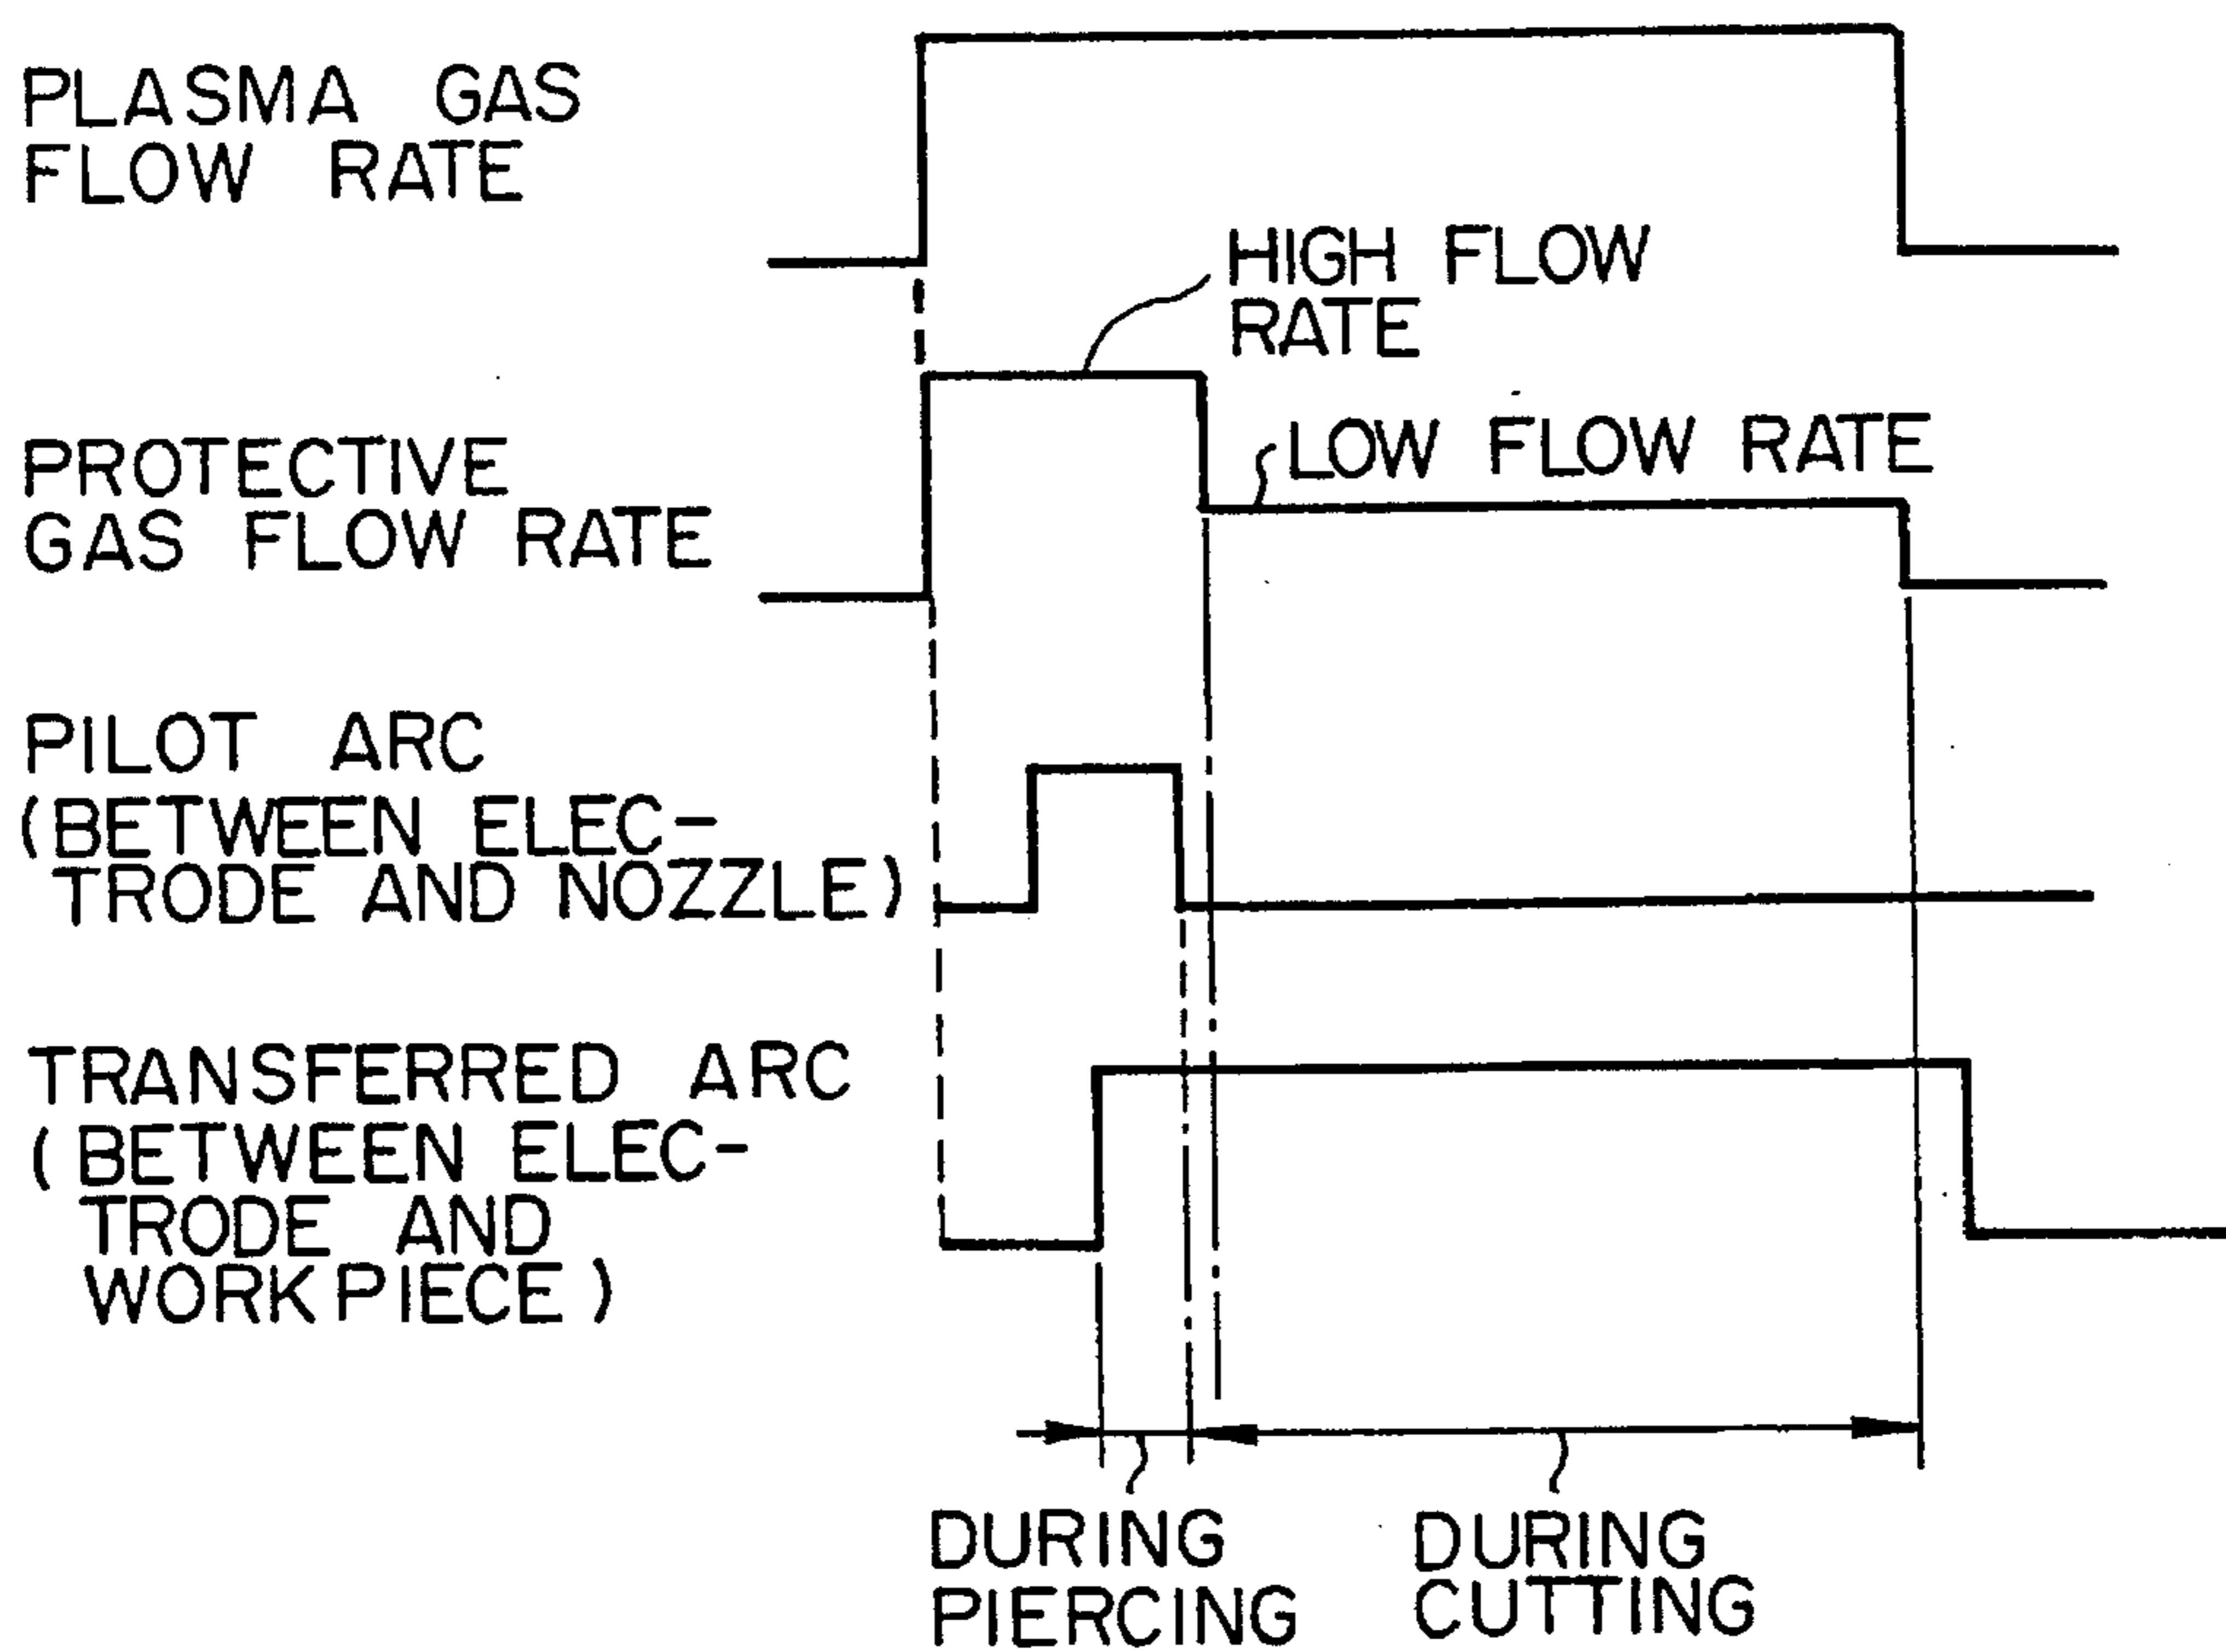 PLASMA GAS
FLOW RATE
HIGH FLOW
RATE
PROTECTIVE
GAS FLOW RATE
LOW FLOW RATE
PILOT ARC
(BETWEEN ELEC-
TRODE AND NOZZLE)
TRANSFERRED ARC
(BETWEEN ELEC-
TRODE AND
WORKPIECE)
DURING
PIERCING
DURING
CUTTING